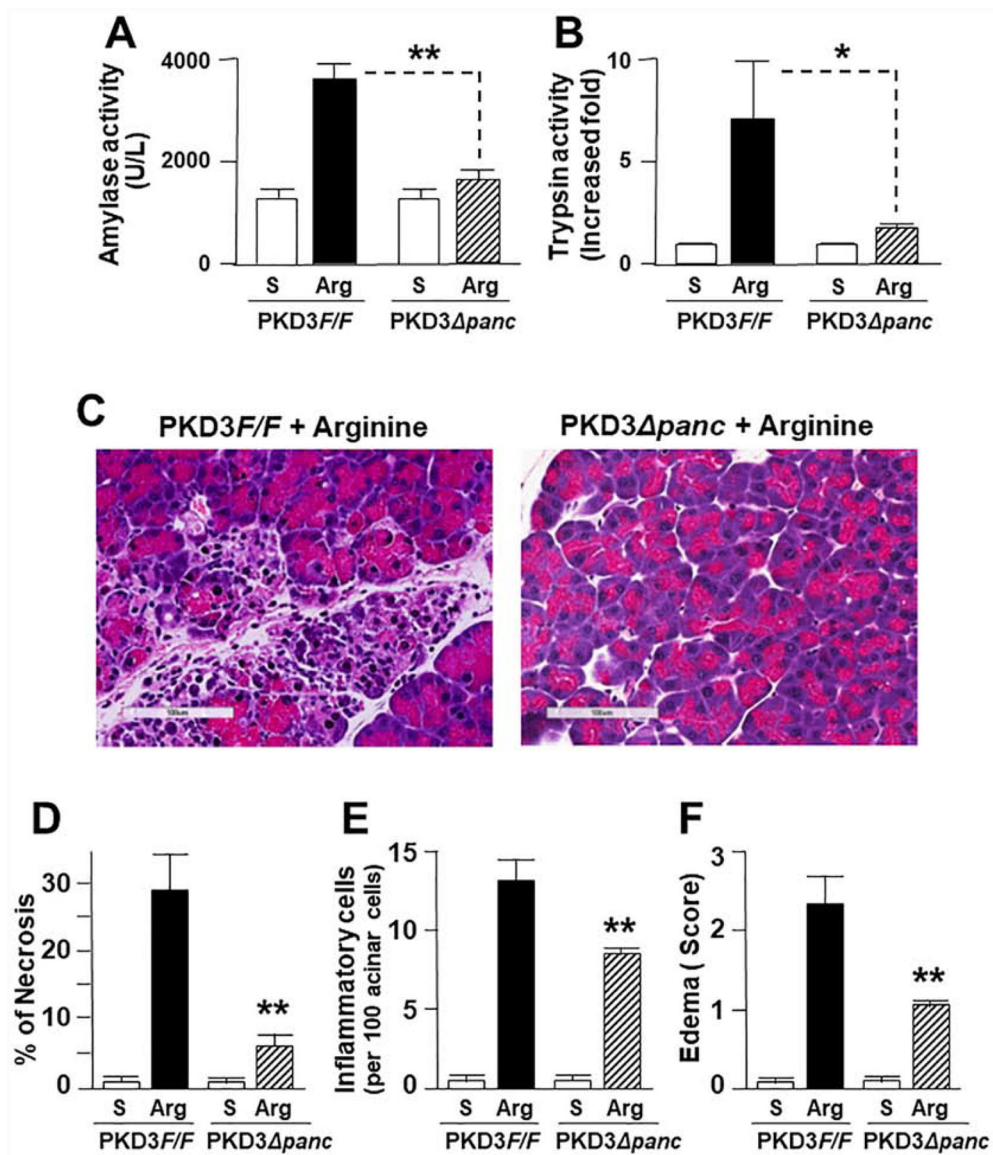 A
Amylase activity
(U/L)
4000
2000
0
**
S Arg S Arg
PKD3F/F PKD3Δpanc
B
Trypsin activity
(Increased fold)
10
5
0
*
S Arg S Arg
PKD3F/F PKD3Δpanc
C
PKD3F/F + Arginine
PKD3Δpanc + Arginine
100um
100um
D
% of Necrosis
30
20
10
0
**
S Arg S Arg
PKD3F/F PKD3Δpanc
E
Inflammatory cells
(per 100 acinar cells)
15
10
5
0
**
S Arg S Arg
PKD3F/F PKD3Δpanc
F
Edema ( Score)
3
2
1
0
**
S Arg S Arg
PKD3F/F PKD3Δpanc